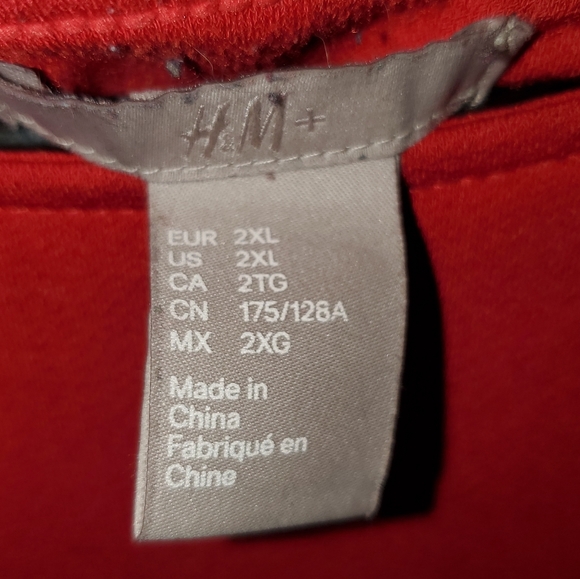 H&M+
EUR 2XL
US 2XL
CA 2TG
CN 175/128A
MX 2XG
Made in
China
Fabriqué en
Chine